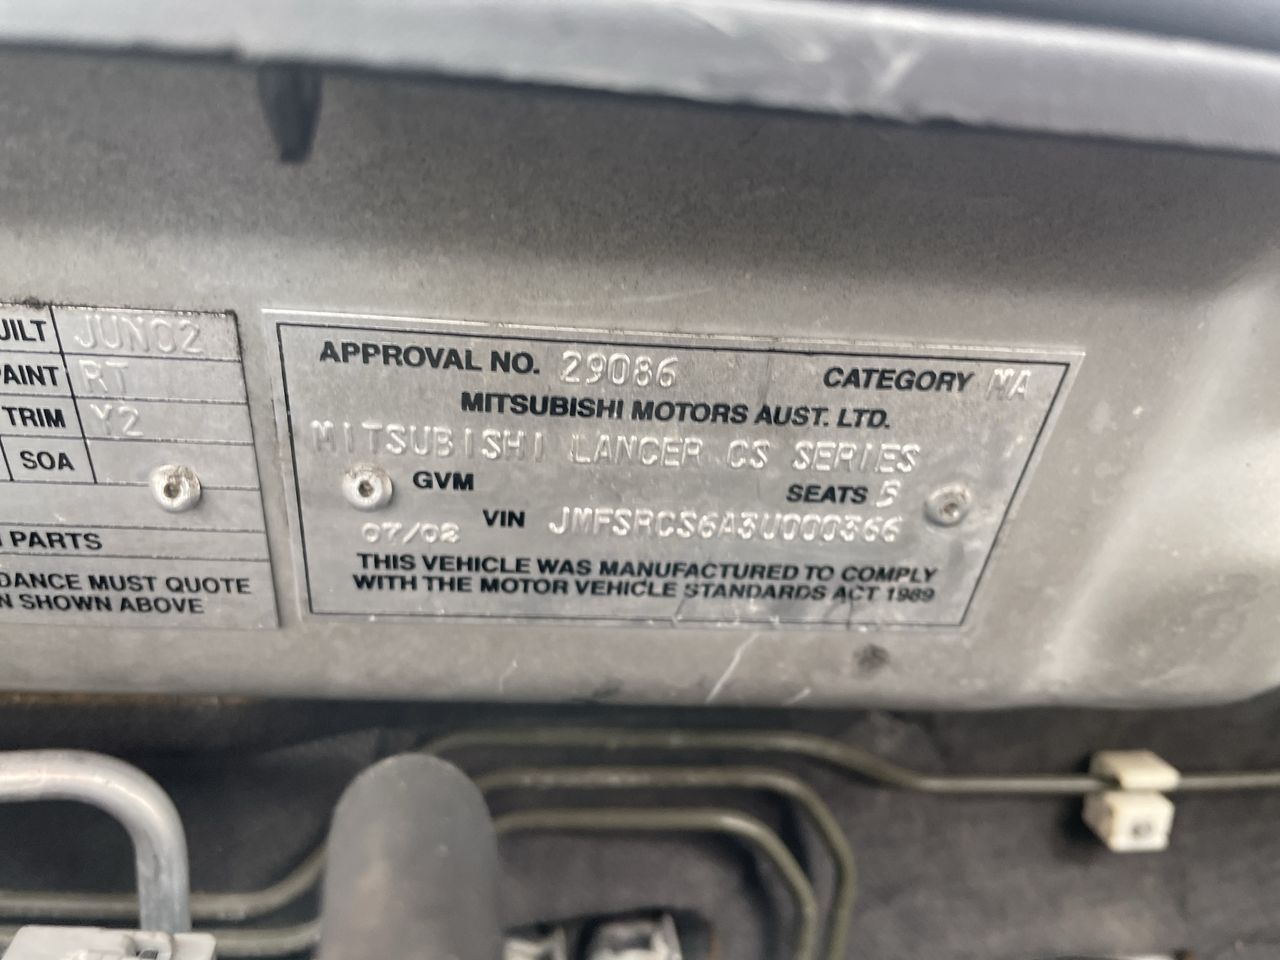 UILT JUN02
AINT RT
TRIM Y2
SOA
PARTS
DANCE MUST QUOTE
N SHOWN ABOVE
APPROVAL NO. 29086 CATEGORY MA
MITSUBISHI MOTORS AUST. LTD.
MITSUBISHI LANCER CS SERIES
GVM SEATS 5
07/02 VIN JMFSRCS6A3U000366
THIS VEHICLE WAS MANUFACTURED TO COMPLY
WITH THE MOTOR VEHICLE STANDARDS ACT 1989